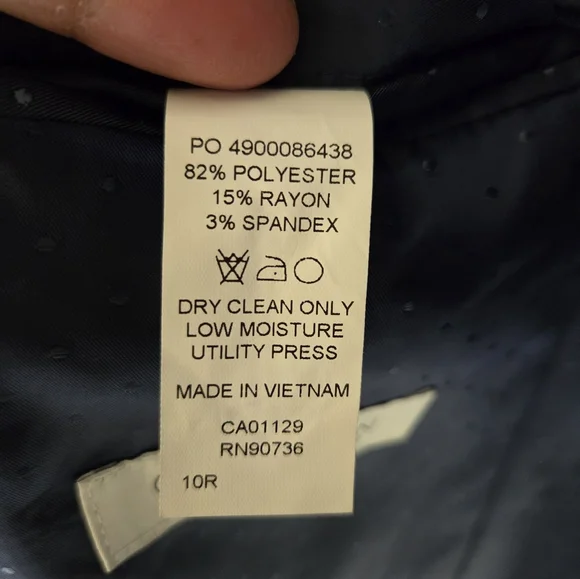 PO 4900086438
82% POLYESTER
15% RAYON
3% SPANDEX
DRY CLEAN ONLY
LOW MOISTURE
UTILITY PRESS
MADE IN VIETNAM
CA01129
RN90736
10R